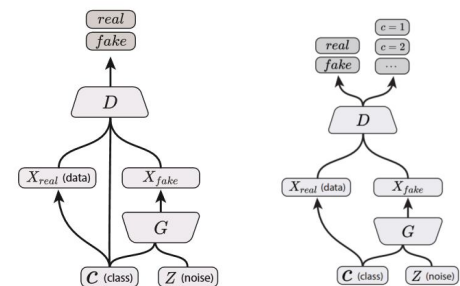 real
fake
D
X_real (data)
X_fake
G
C (class)
Z (noise)
real
fake
c = 1
c = 2
...
D
X_real (data)
X_fake
G
C (class)
Z (noise)